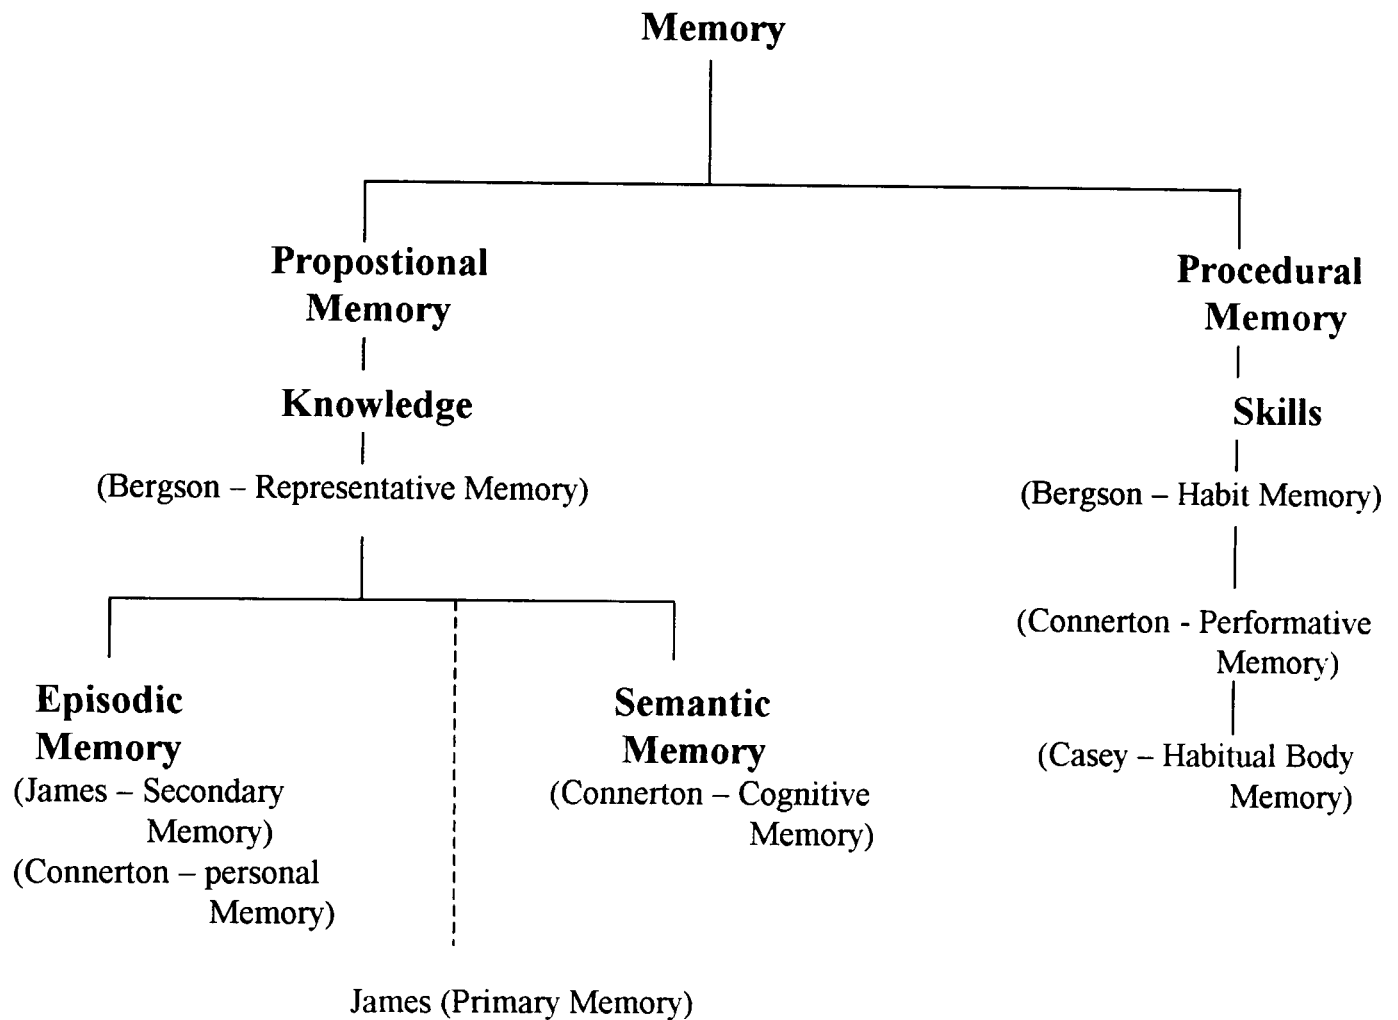 Memory
Propostional
Memory
Knowledge
(Bergson – Representative Memory)
Procedural
Memory
Skills
(Bergson – Habit Memory)
(Connerton - Performative
Memory)
(Casey – Habitual Body
Memory)
Episodic
Memory
(James – Secondary
Memory)
(Connerton – personal
Memory)
Semantic
Memory
(Connerton – Cognitive
Memory)
James (Primary Memory)